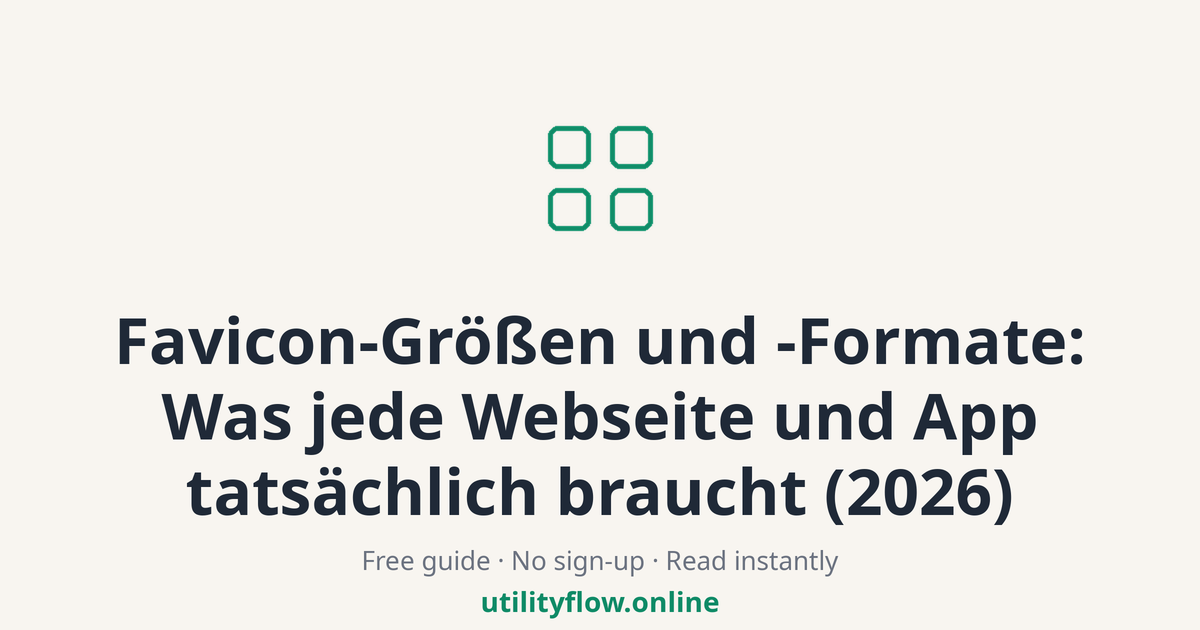 Favicon-Größen und -Formate:
Was jede Webseite und App
tatsächlich braucht (2026)
Free guide · No sign-up · Read instantly
utilityflow.online